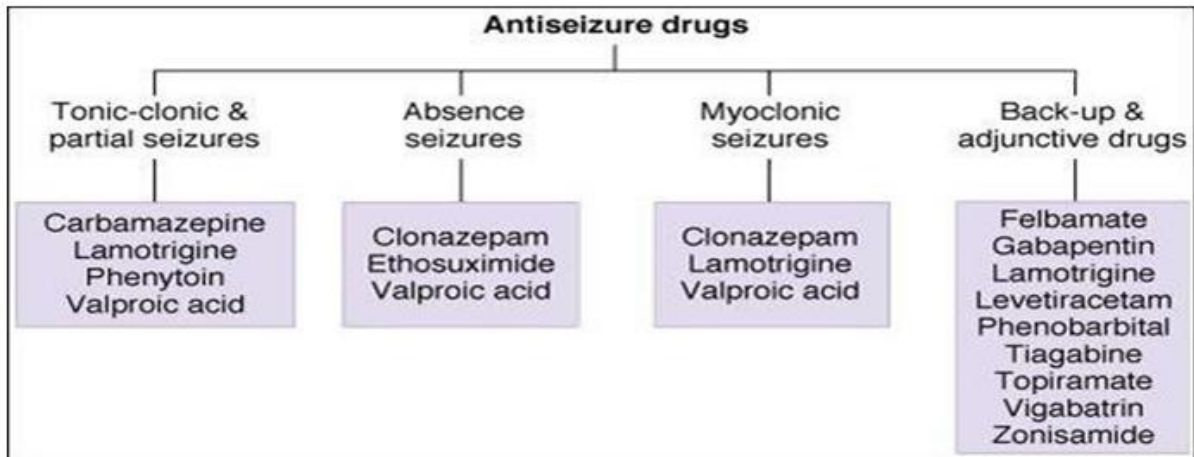 Antiseizure drugs
Tonic-clonic &
partial seizures
Carbamazepine
Lamotrigine
Phenytoin
Valproic acid
Absence
seizures
Clonazepam
Ethosuximide
Valproic acid
Myoclonic
seizures
Clonazepam
Lamotrigine
Valproic acid
Back-up &
adjunctive drugs
Felbamate
Gabapentin
Lamotrigine
Levetiracetam
Phenobarbital
Tiagabine
Topiramate
Vigabatrin
Zonisamide